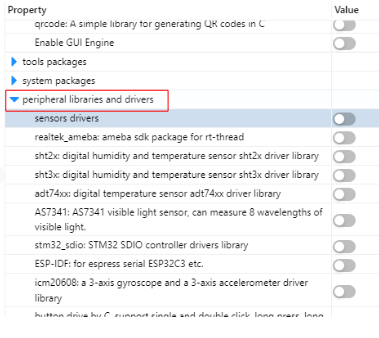 Property Value
qrcode: A simple library for generating QR codes in C
Enable GUI Engine
tools packages
system packages
peripheral libraries and drivers
sensors drivers
realtek_ameba: ameba sdk package for rt-thread
sht2x: digital humidity and temperature sensor sht2x driver library
sht3x: digital humidity and temperature sensor sht3x driver library
adt74xx: digital temperature sensor adt74xx driver library
AS7341: AS7341 visible light sensor, can measure 8 wavelengths of
visible light.
stm32_sdio: STM32 SDIO controller drivers library
ESP-IDF: for espress serial ESP32C3 etc.
icm20608: a 3-axis gyroscope and a 3-axis accelerometer driver
library
button drive by C, support single and double click, long press, long